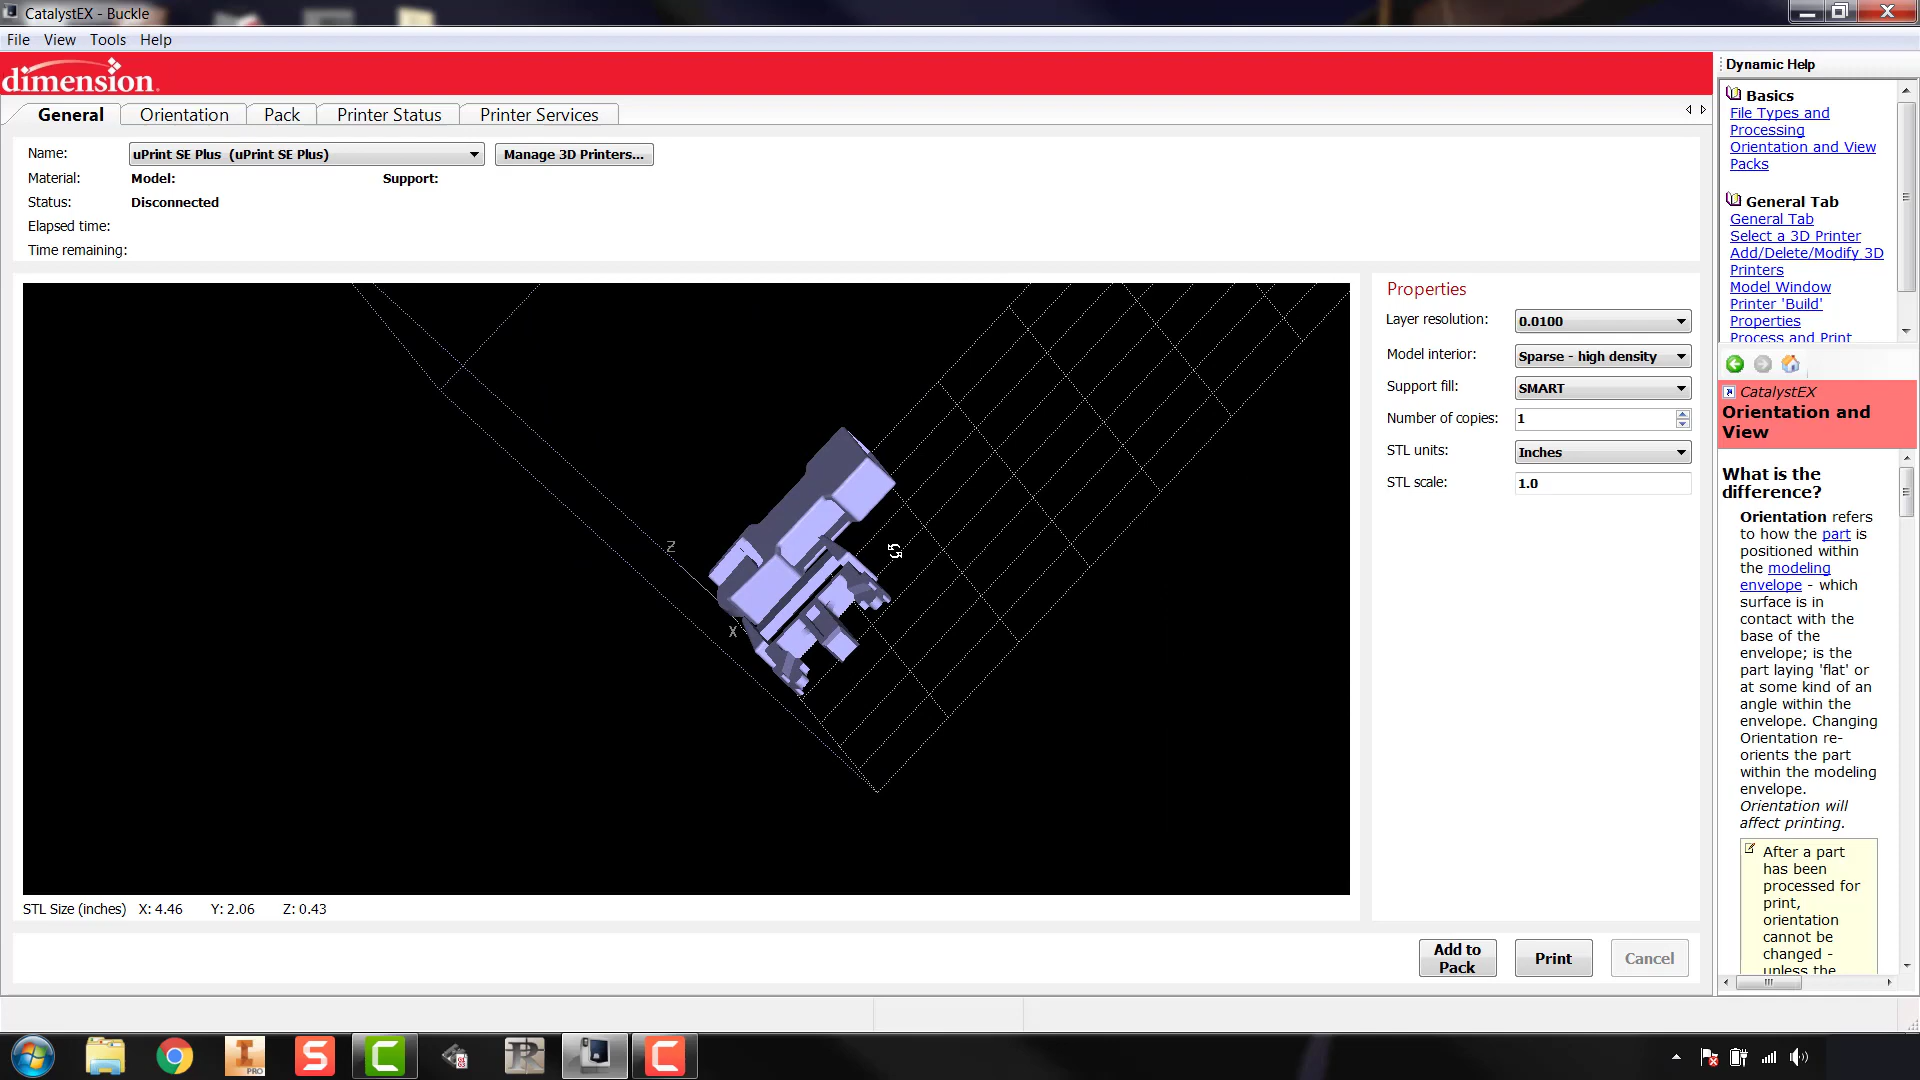 CatalystEX - Buckle
File View Tools Help
dimension
General Orientation Pack Printer Status Printer Services
Name: uPrint SE Plus (uPrint SE Plus) Manage 3D Printers...
Material: Model: Support:
Status: Disconnected
Elapsed time:
Time remaining:
Z
X
STL Size (inches) X: 4.46 Y: 2.06 Z: 0.43
Properties
Layer resolution: 0.0100
Model interior: Sparse - high density
Support fill: SMART
Number of copies: 1
STL units: Inches
STL scale: 1.0
Add to
Pack
Print
Cancel
Dynamic Help
Basics
File Types and
Processing
Orientation and View
Packs
General Tab
General Tab
Select a 3D Printer
Add/Delete/Modify 3D
Printers
Model Window
Printer 'Build'
Properties
Process and Print
CatalystEX
Orientation and
View
What is the
difference?
Orientation refers
to how the part is
positioned within
the modeling
envelope - which
surface is in
contact with the
base of the
envelope; is the
part laying 'flat' or
at some kind of an
angle within the
envelope. Changing
Orientation re-
orients the part
within the modeling
envelope.
Orientation will
affect printing.
After a part
has been
processed for
print,
orientation
cannot be
changed -
unless the
I
PRO
S
C
R
C